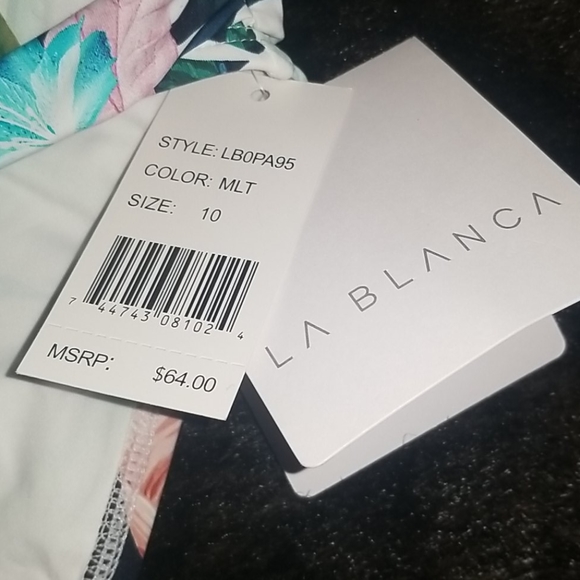 STYLE: LB0PA95
COLOR: MLT
SIZE: 10
7 44743 08102 4
MSRP: $64.00
LA BLANCA